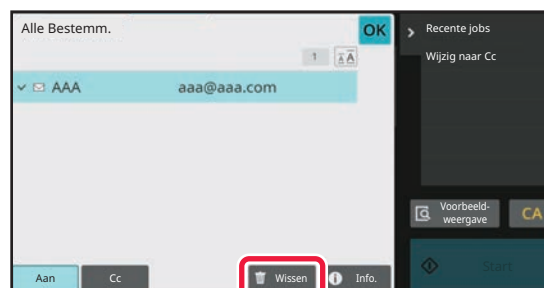 Alle Bestemm.
OK
1
A A
AAA aaa@aaa.com
Aan
Cc
Wissen
Info.
Recente jobs
Wijzig naar Cc
Voorbeeld-
weergave
CA
Start